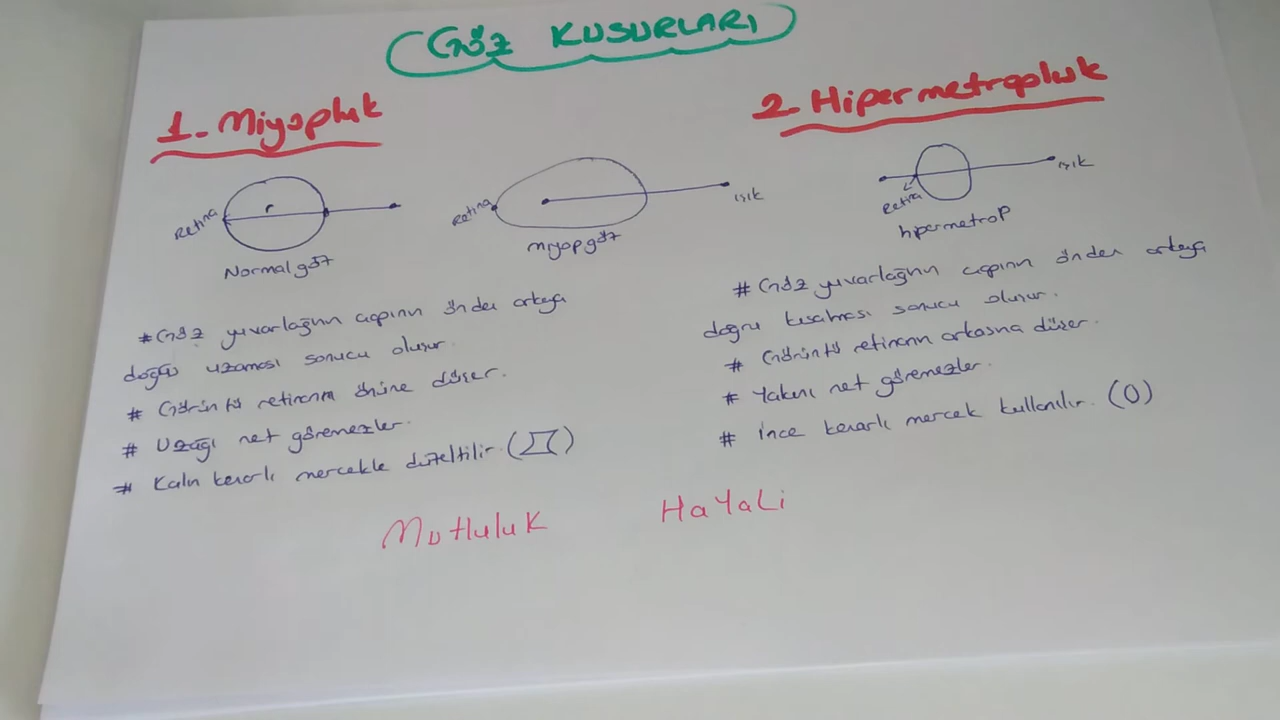 GÖZ KUSURLARI
1. Miyopluk
Retina
Normal göz
Retina
ışık
miyop göz
# Göz yuvarlağının çapının önden arkaya
doğru uzaması sonucu oluşur.
# Görüntü retinanın önüne düşer.
# Uzağı net göremezler.
# Kalın kenarlı mercekle düzeltilir. ( )
2. Hipermetropluk
ışık
Retina
hipermetrop
# Göz yuvarlağının çapının önden arkaya
doğru kısalması sonucu oluşur.
# Görüntü retinanın arkasına düşer.
# Yakını net göremezler.
# İnce kenarlı mercek kullanılır. ( )
Mutluluk HaYaLi